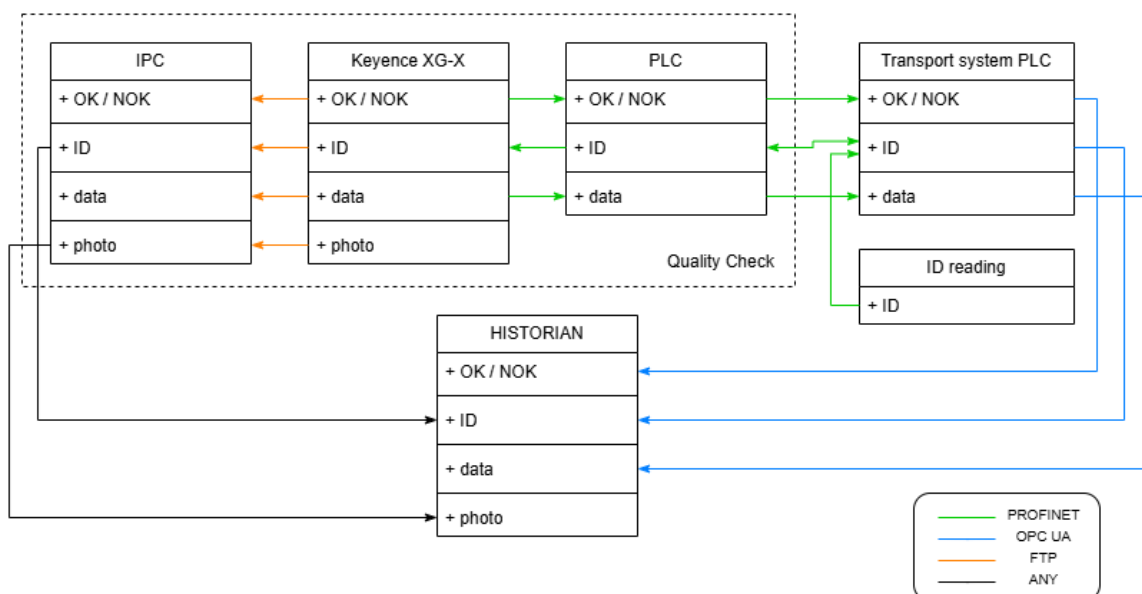 IPC
+ OK / NOK
+ ID
+ data
+ photo
Keyence XG-X
+ OK / NOK
+ ID
+ data
+ photo
PLC
+ OK / NOK
+ ID
+ data
Transport system PLC
+ OK / NOK
+ ID
+ data
Quality Check
ID reading
+ ID
HISTORIAN
+ OK / NOK
+ ID
+ data
+ photo
PROFINET
OPC UA
FTP
ANY